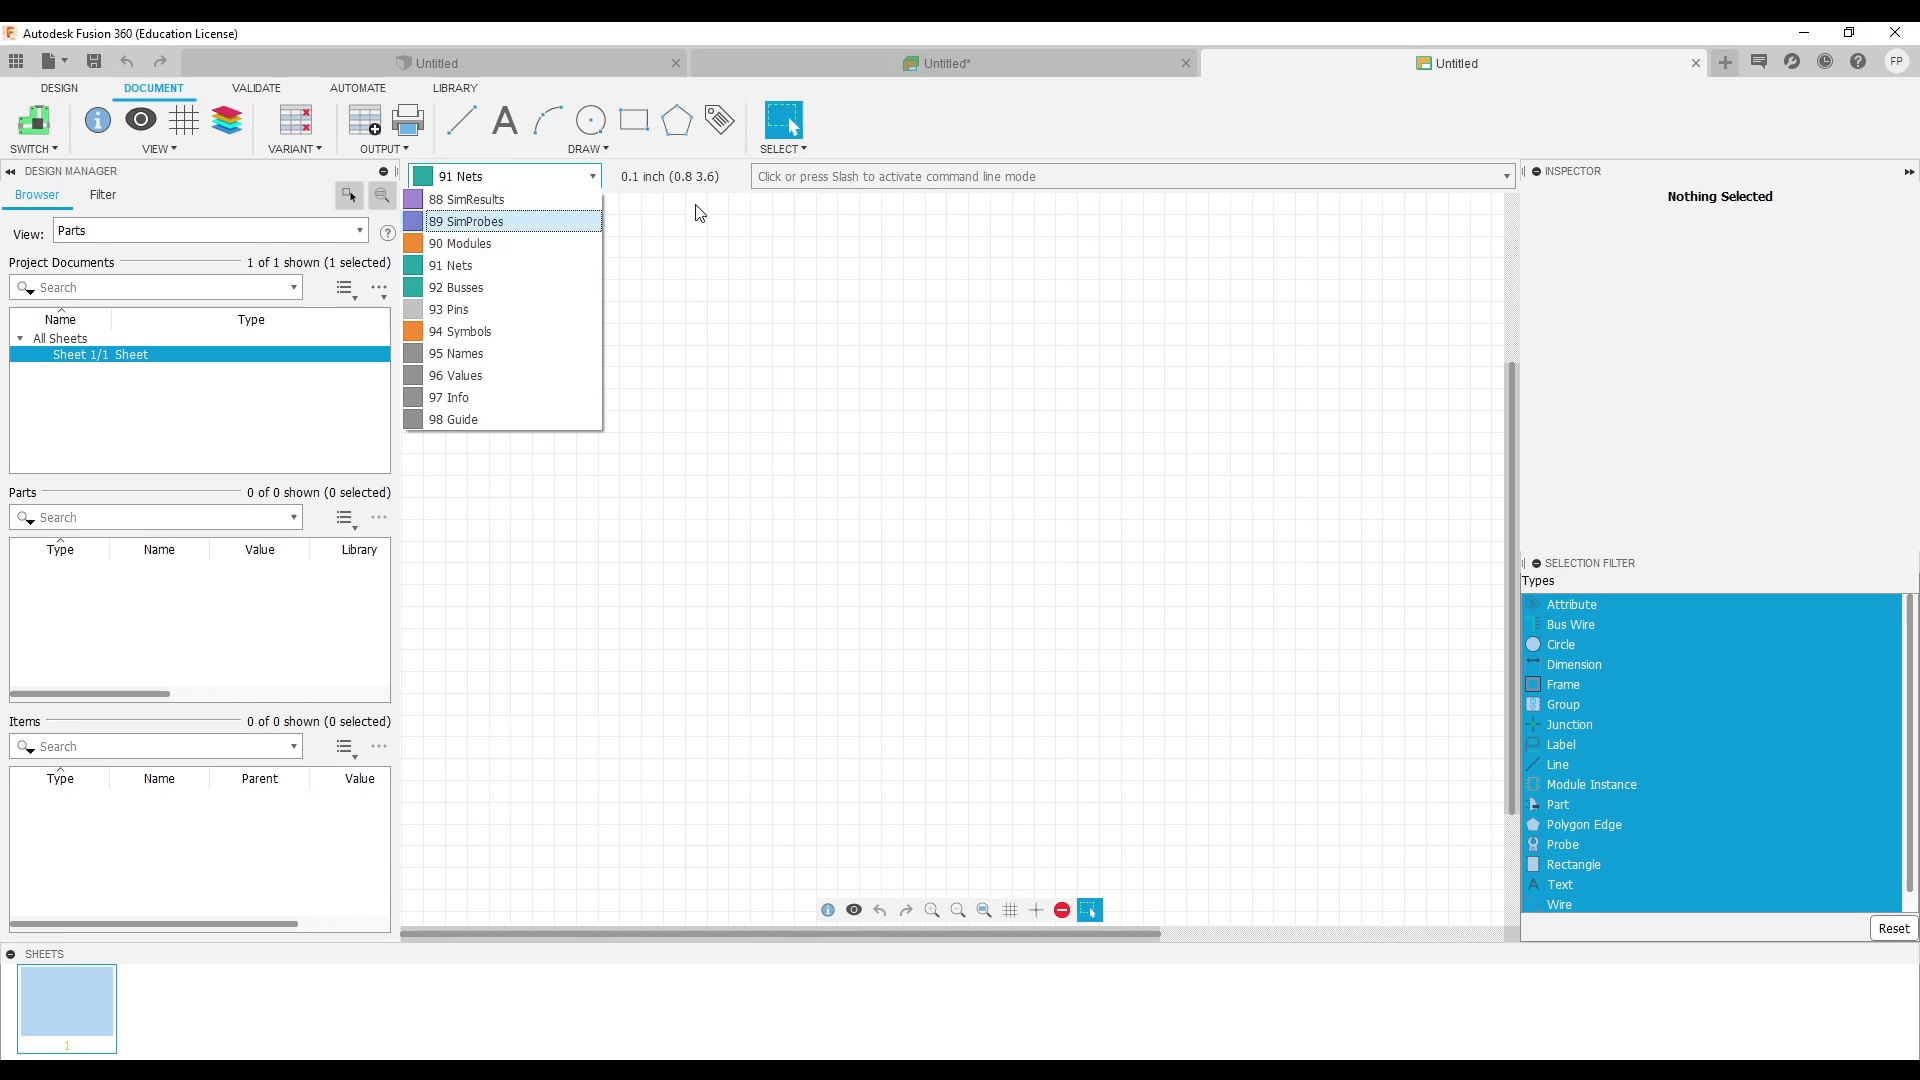 Autodesk Fusion 360 (Education License)
Untitled
Untitled*
Untitled
FP
DESIGN DOCUMENT VALIDATE AUTOMATE LIBRARY
SWITCH VIEW VARIANT OUTPUT DRAW SELECT
DESIGN MANAGER
Browser Filter
View: Parts
Project Documents 1 of 1 shown (1 selected)
Search
Name Type
All Sheets
Sheet 1/1 Sheet
Parts 0 of 0 shown (0 selected)
Search
Type Name Value Library
Items 0 of 0 shown (0 selected)
Search
Type Name Parent Value
91 Nets
0.1 inch (0.8 3.6)
Click or press Slash to activate command line mode
88 SimResults
89 SimProbes
90 Modules
91 Nets
92 Busses
93 Pins
94 Symbols
95 Names
96 Values
97 Info
98 Guide
INSPECTOR
Nothing Selected
SELECTION FILTER
Types
Attribute
Bus Wire
Circle
Dimension
Frame
Group
Junction
Label
Line
Module Instance
Part
Polygon Edge
Probe
Rectangle
Text
Wire
Reset
SHEETS
1